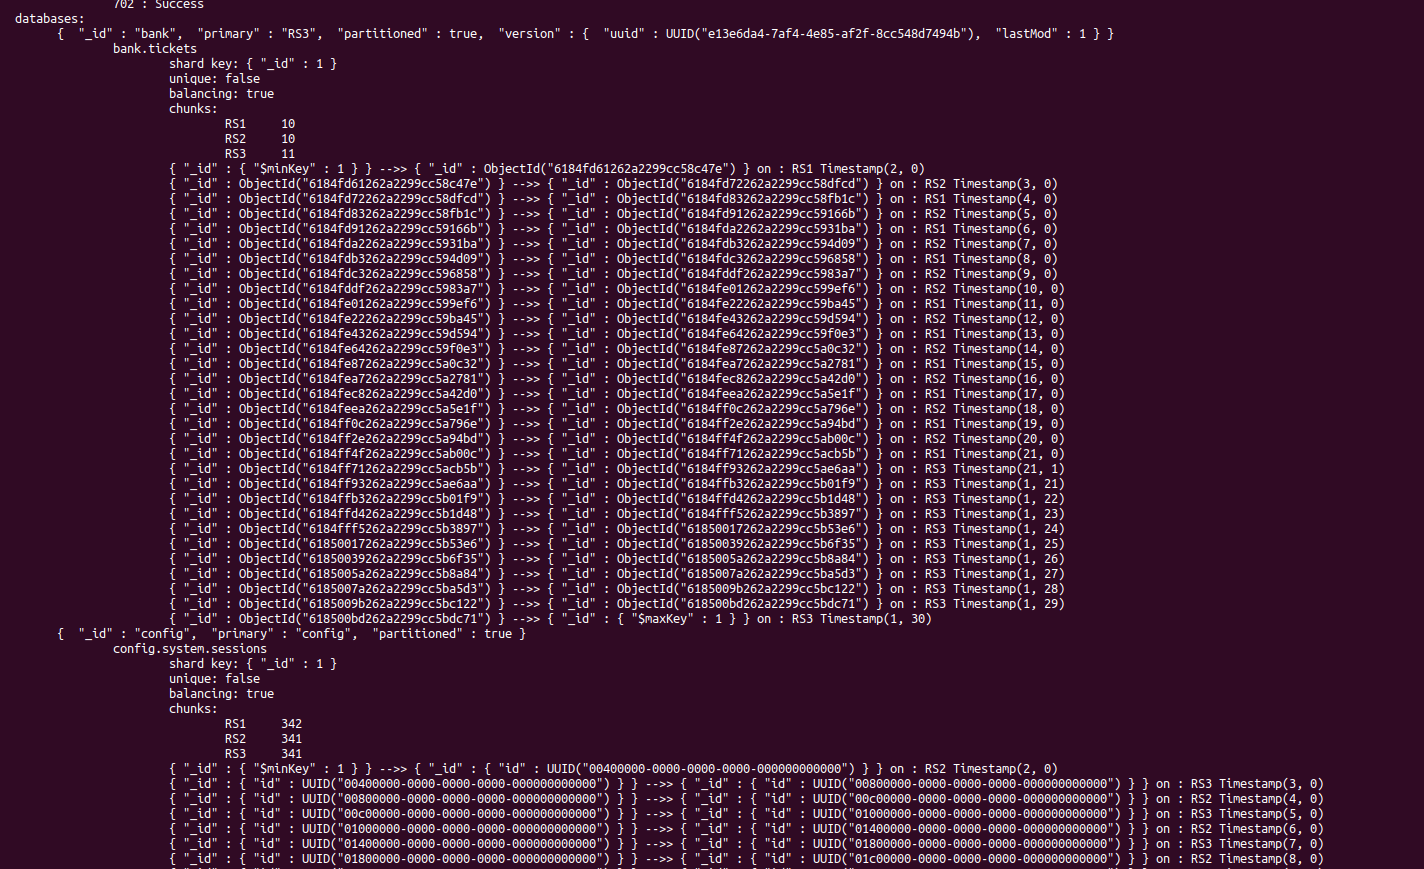 702 : Success
databases:
{  "_id" : "bank",  "primary" : "RS3",  "partitioned" : true,  "version" : {  "uuid" : UUID("e13e6da4-7af4-4e85-af2f-8cc548d7494b"),  "lastMod" : 1 } }
bank.tickets
shard key: { "_id" : 1 }
unique: false
balancing: true
chunks:
RS1     10
RS2     10
RS3     11
{ "_id" : { "$minKey" : 1 } } -->> { "_id" : ObjectId("6184fd61262a2299cc58c47e") } on : RS1 Timestamp(2, 0)
{ "_id" : ObjectId("6184fd61262a2299cc58c47e") } -->> { "_id" : ObjectId("6184fd72262a2299cc58dfcd") } on : RS2 Timestamp(3, 0)
{ "_id" : ObjectId("6184fd72262a2299cc58dfcd") } -->> { "_id" : ObjectId("6184fd83262a2299cc58fb1c") } on : RS1 Timestamp(4, 0)
{ "_id" : ObjectId("6184fd83262a2299cc58fb1c") } -->> { "_id" : ObjectId("6184fd91262a2299cc59166b") } on : RS2 Timestamp(5, 0)
{ "_id" : ObjectId("6184fd91262a2299cc59166b") } -->> { "_id" : ObjectId("6184fda2262a2299cc5931ba") } on : RS1 Timestamp(6, 0)
{ "_id" : ObjectId("6184fda2262a2299cc5931ba") } -->> { "_id" : ObjectId("6184fdb3262a2299cc594d09") } on : RS2 Timestamp(7, 0)
{ "_id" : ObjectId("6184fdb3262a2299cc594d09") } -->> { "_id" : ObjectId("6184fdc3262a2299cc596858") } on : RS1 Timestamp(8, 0)
{ "_id" : ObjectId("6184fdc3262a2299cc596858") } -->> { "_id" : ObjectId("6184fddf262a2299cc5983a7") } on : RS2 Timestamp(9, 0)
{ "_id" : ObjectId("6184fddf262a2299cc5983a7") } -->> { "_id" : ObjectId("6184fe01262a2299cc599ef6") } on : RS2 Timestamp(10, 0)
{ "_id" : ObjectId("6184fe01262a2299cc599ef6") } -->> { "_id" : ObjectId("6184fe22262a2299cc59ba45") } on : RS1 Timestamp(11, 0)
{ "_id" : ObjectId("6184fe22262a2299cc59ba45") } -->> { "_id" : ObjectId("6184fe43262a2299cc59d594") } on : RS2 Timestamp(12, 0)
{ "_id" : ObjectId("6184fe43262a2299cc59d594") } -->> { "_id" : ObjectId("6184fe64262a2299cc59f0e3") } on : RS1 Timestamp(13, 0)
{ "_id" : ObjectId("6184fe64262a2299cc59f0e3") } -->> { "_id" : ObjectId("6184fe87262a2299cc5a0c32") } on : RS2 Timestamp(14, 0)
{ "_id" : ObjectId("6184fe87262a2299cc5a0c32") } -->> { "_id" : ObjectId("6184fea7262a2299cc5a2781") } on : RS1 Timestamp(15, 0)
{ "_id" : ObjectId("6184fea7262a2299cc5a2781") } -->> { "_id" : ObjectId("6184fec8262a2299cc5a42d0") } on : RS2 Timestamp(16, 0)
{ "_id" : ObjectId("6184fec8262a2299cc5a42d0") } -->> { "_id" : ObjectId("6184feea262a2299cc5a5e1f") } on : RS1 Timestamp(17, 0)
{ "_id" : ObjectId("6184feea262a2299cc5a5e1f") } -->> { "_id" : ObjectId("6184ff0c262a2299cc5a796e") } on : RS2 Timestamp(18, 0)
{ "_id" : ObjectId("6184ff0c262a2299cc5a796e") } -->> { "_id" : ObjectId("6184ff2e262a2299cc5a94bd") } on : RS1 Timestamp(19, 0)
{ "_id" : ObjectId("6184ff2e262a2299cc5a94bd") } -->> { "_id" : ObjectId("6184ff4f262a2299cc5ab00c") } on : RS2 Timestamp(20, 0)
{ "_id" : ObjectId("6184ff4f262a2299cc5ab00c") } -->> { "_id" : ObjectId("6184ff71262a2299cc5acb5b") } on : RS1 Timestamp(21, 0)
{ "_id" : ObjectId("6184ff71262a2299cc5acb5b") } -->> { "_id" : ObjectId("6184ff93262a2299cc5ae6aa") } on : RS3 Timestamp(21, 1)
{ "_id" : ObjectId("6184ff93262a2299cc5ae6aa") } -->> { "_id" : ObjectId("6184ffb3262a2299cc5b01f9") } on : RS3 Timestamp(1, 21)
{ "_id" : ObjectId("6184ffb3262a2299cc5b01f9") } -->> { "_id" : ObjectId("6184ffd4262a2299cc5b1d48") } on : RS3 Timestamp(1, 22)
{ "_id" : ObjectId("6184ffd4262a2299cc5b1d48") } -->> { "_id" : ObjectId("6184fff5262a2299cc5b3897") } on : RS3 Timestamp(1, 23)
{ "_id" : ObjectId("6184fff5262a2299cc5b3897") } -->> { "_id" : ObjectId("61850017262a2299cc5b53e6") } on : RS3 Timestamp(1, 24)
{ "_id" : ObjectId("61850017262a2299cc5b53e6") } -->> { "_id" : ObjectId("61850039262a2299cc5b6f35") } on : RS3 Timestamp(1, 25)
{ "_id" : ObjectId("61850039262a2299cc5b6f35") } -->> { "_id" : ObjectId("6185005a262a2299cc5b8a84") } on : RS3 Timestamp(1, 26)
{ "_id" : ObjectId("6185005a262a2299cc5b8a84") } -->> { "_id" : ObjectId("6185007a262a2299cc5ba5d3") } on : RS3 Timestamp(1, 27)
{ "_id" : ObjectId("6185007a262a2299cc5ba5d3") } -->> { "_id" : ObjectId("6185009b262a2299cc5bc122") } on : RS3 Timestamp(1, 28)
{ "_id" : ObjectId("6185009b262a2299cc5bc122") } -->> { "_id" : ObjectId("618500bd262a2299cc5bdc71") } on : RS3 Timestamp(1, 29)
{ "_id" : ObjectId("618500bd262a2299cc5bdc71") } -->> { "_id" : { "$maxKey" : 1 } } on : RS3 Timestamp(1, 30)
{  "_id" : "config",  "primary" : "config",  "partitioned" : true }
config.system.sessions
shard key: { "_id" : 1 }
unique: false
balancing: true
chunks:
RS1     342
RS2     341
RS3     341
{ "_id" : { "$minKey" : 1 } } -->> { "_id" : { "id" : UUID("00400000-0000-0000-0000-000000000000") } } on : RS2 Timestamp(2, 0)
{ "_id" : { "id" : UUID("00400000-0000-0000-0000-000000000000") } } -->> { "_id" : { "id" : UUID("00800000-0000-0000-0000-000000000000") } } on : RS3 Timestamp(3, 0)
{ "_id" : { "id" : UUID("00800000-0000-0000-0000-000000000000") } } -->> { "_id" : { "id" : UUID("00c00000-0000-0000-0000-000000000000") } } on : RS2 Timestamp(4, 0)
{ "_id" : { "id" : UUID("00c00000-0000-0000-0000-000000000000") } } -->> { "_id" : { "id" : UUID("01000000-0000-0000-0000-000000000000") } } on : RS3 Timestamp(5, 0)
{ "_id" : { "id" : UUID("01000000-0000-0000-0000-000000000000") } } -->> { "_id" : { "id" : UUID("01400000-0000-0000-0000-000000000000") } } on : RS2 Timestamp(6, 0)
{ "_id" : { "id" : UUID("01400000-0000-0000-0000-000000000000") } } -->> { "_id" : { "id" : UUID("01800000-0000-0000-0000-000000000000") } } on : RS3 Timestamp(7, 0)
{ "_id" : { "id" : UUID("01800000-0000-0000-0000-000000000000") } } -->> { "_id" : { "id" : UUID("01c00000-0000-0000-0000-000000000000") } } on : RS2 Timestamp(8, 0)